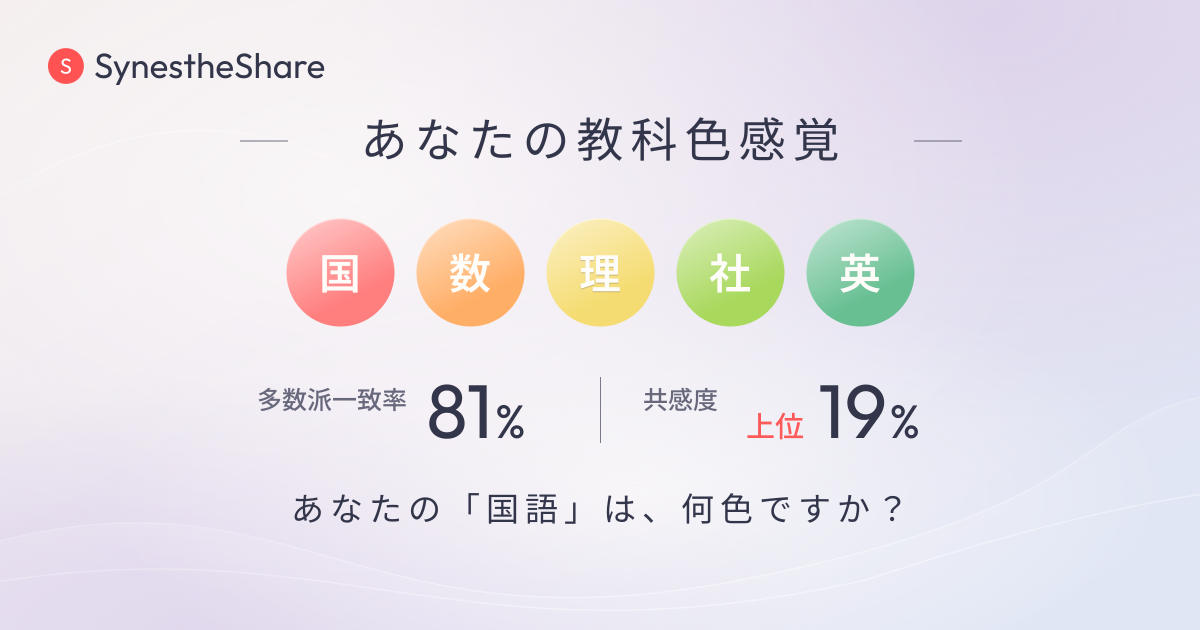 S SynestheShare
あなたの教科色感覚
国 数 理 社 英
多数派一致率 81% 共感度 上位 19%
あなたの「国語」は、何色ですか？